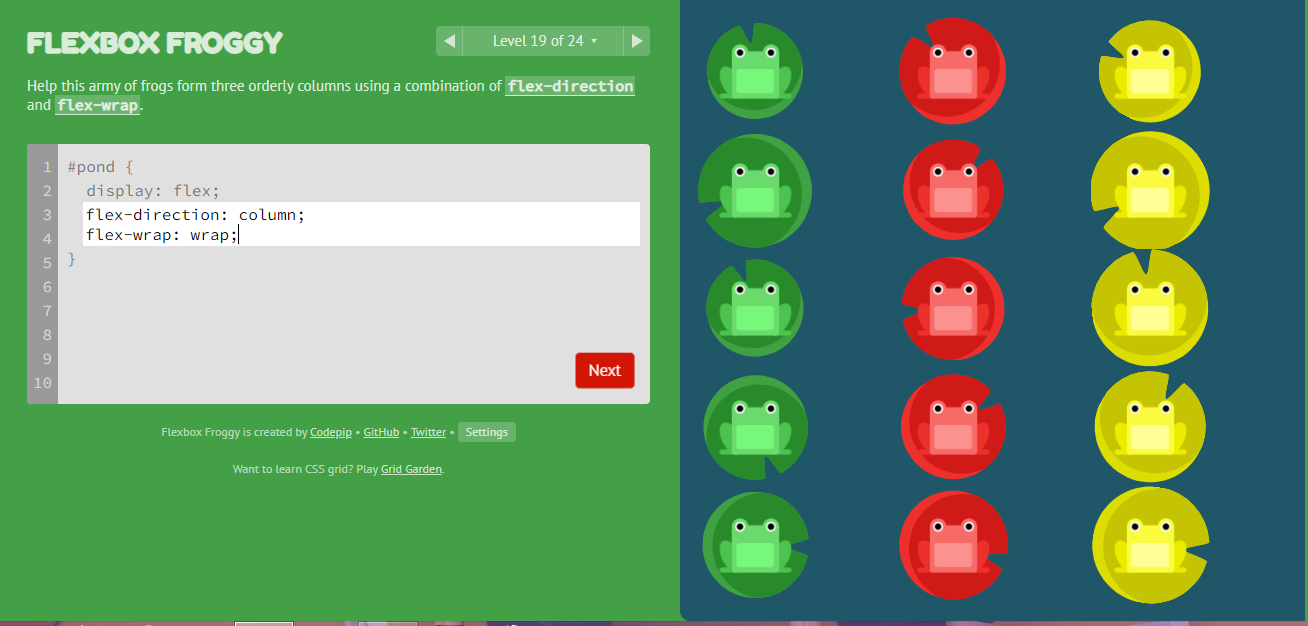 FLEXBOX FROGGY
Level 19 of 24
Help this army of frogs form three orderly columns using a combination of flex-direction
and flex-wrap.
1 #pond {
2 display: flex;
3 flex-direction: column;
4 flex-wrap: wrap;
5 }
6
7
8
9
10
Next
Flexbox Froggy is created by Codepip • GitHub • Twitter • Settings
Want to learn CSS grid? Play Grid Garden.